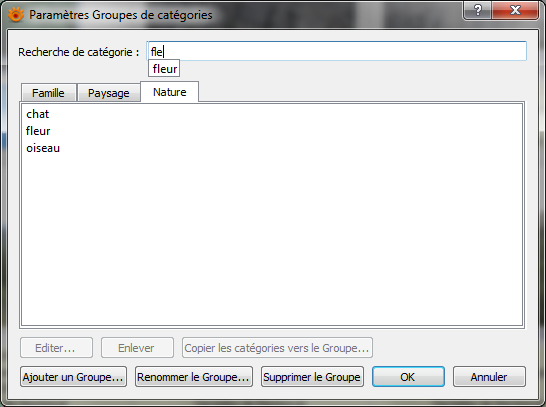 Paramètres Groupes de catégories
?
Recherche de catégorie : fle
fleur
Famille Paysage Nature
chat
fleur
oiseau
Editer... Enlever Copier les catégories vers le Groupe...
Ajouter un Groupe... Renommer le Groupe... Supprimer le Groupe OK Annuler